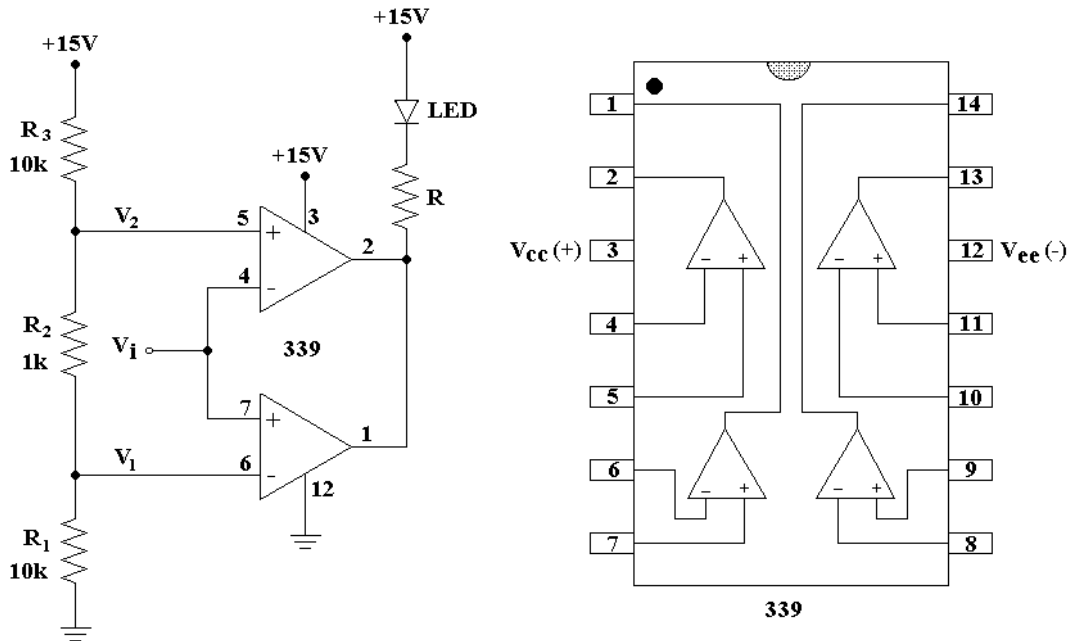 +15V
+15V
LED
R3
10k
+15V
R
V2
5
+
3
2
4
-
R2
1k
Vi
339
7
+
1
V1
6
-
12
R1
10k
1
14
2
13
Vcc (+)
3
12
Vee (-)
-
+
-
+
4
11
5
10
6
9
-
+
-
+
7
8
339